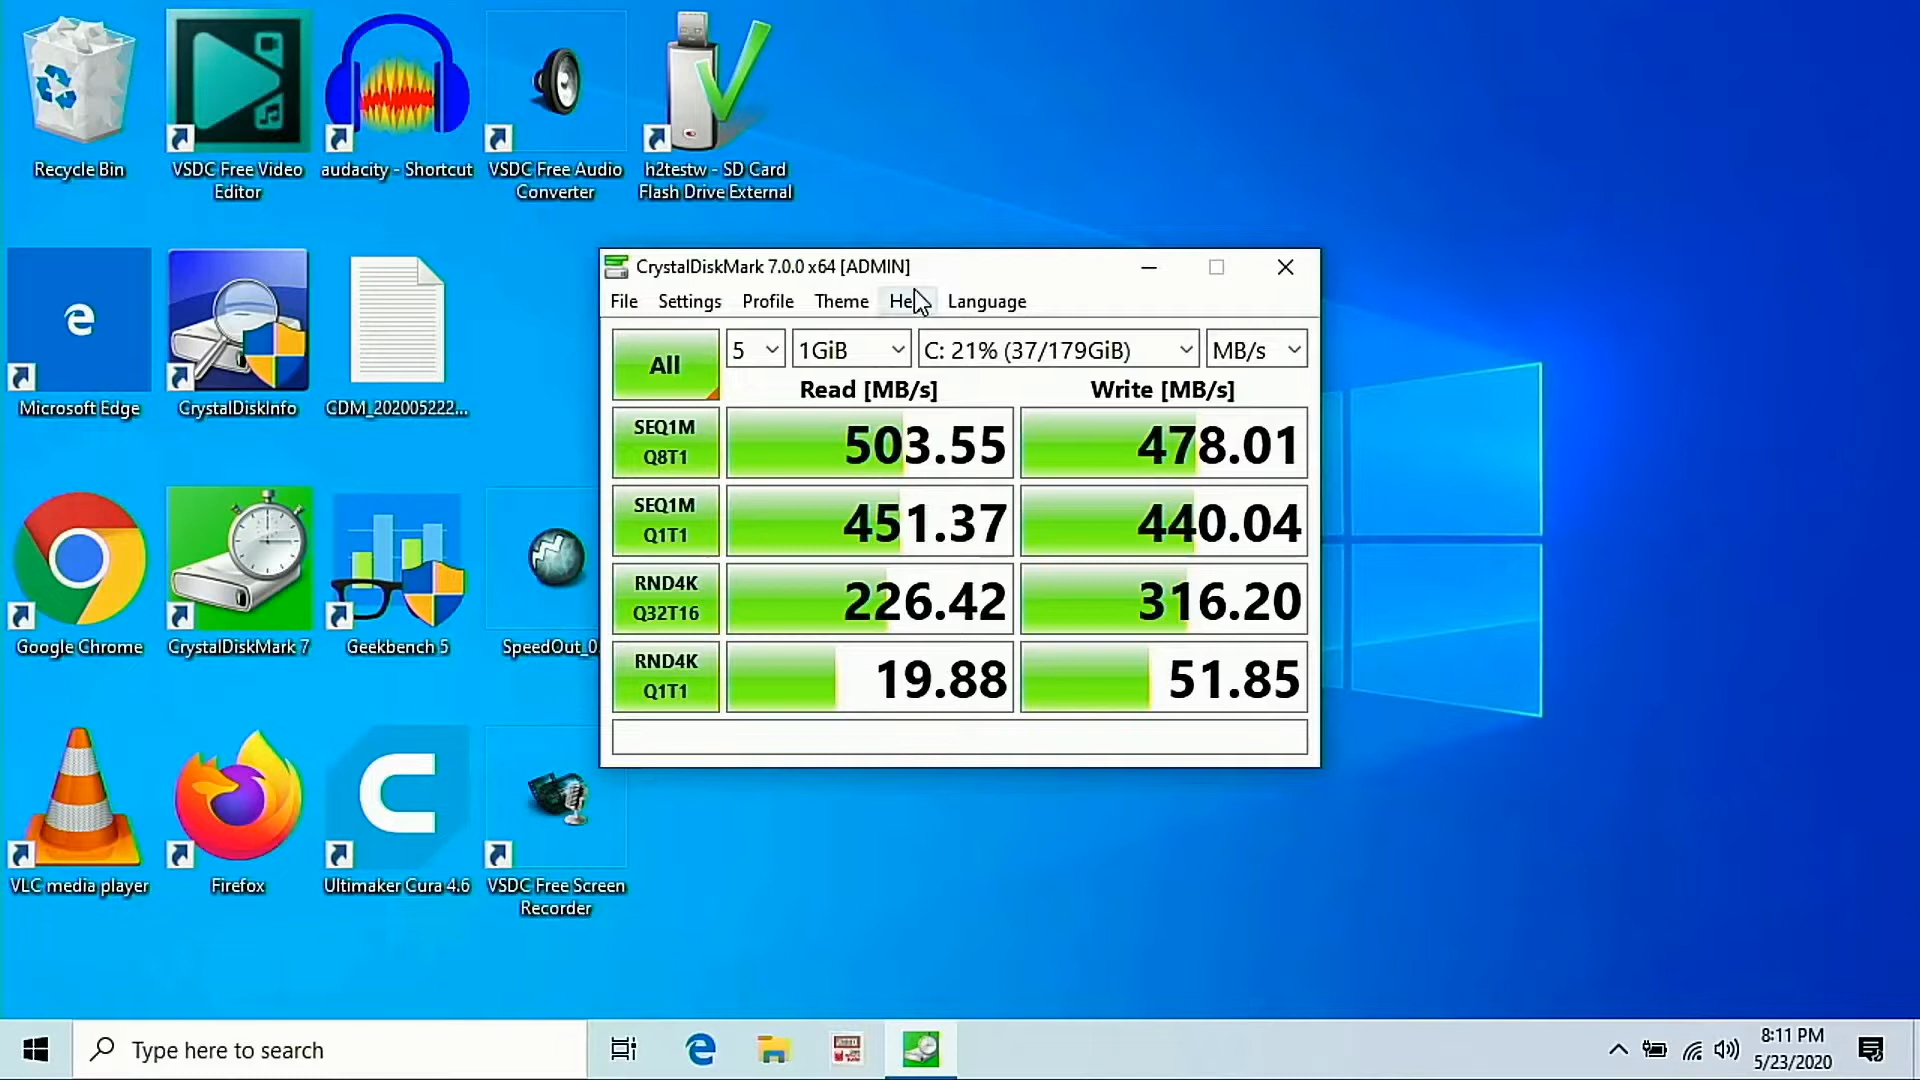 Recycle Bin
VSDC Free Video
Editor
audacity - Shortcut
VSDC Free Audio
Converter
h2testw - SD Card
Flash Drive External
Microsoft Edge
CrystalDiskInfo
CDM_202005222...
Google Chrome
CrystalDiskMark 7
Geekbench 5
SpeedOut_0
VLC media player
Firefox
Ultimaker Cura 4.6
VSDC Free Screen
Recorder
CrystalDiskMark 7.0.0 x64 [ADMIN]
File Settings Profile Theme He Language
All 5 1GiB C: 21% (37/179GiB) MB/s
Read [MB/s] Write [MB/s]
SEQ1M
Q8T1
503.55 478.01
SEQ1M
Q1T1
451.37 440.04
RND4K
Q32T16
226.42 316.20
RND4K
Q1T1
19.88 51.85
Type here to search
8:11 PM
5/23/2020